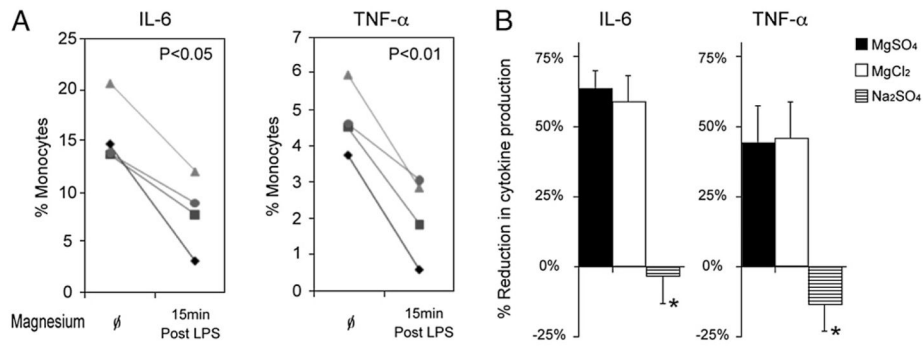 A
IL-6
TNF-α
B
IL-6
TNF-α
P<0.05
P<0.01
% Monocytes
25
20
15
10
5
0
% Monocytes
7
6
5
4
3
2
1
0
Magnesium ø 15min Post LPS
ø 15min Post LPS
% Reduction in cytokine production
75%
50%
25%
0%
-25%
*
75%
50%
25%
0%
-25%
*
MgSO₄
MgCl₂
Na₂SO₄